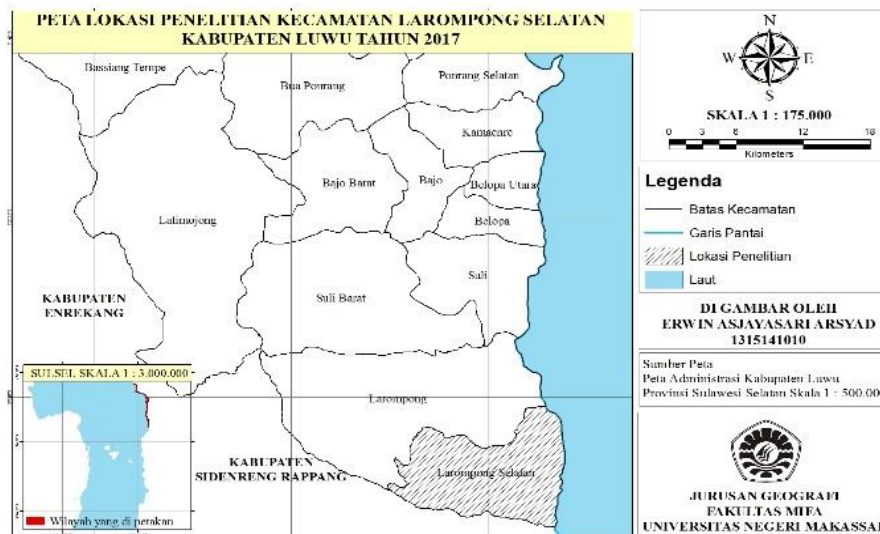 PETA LOKASI PENELITIAN KECAMATAN LAROMPONG SELATAN
KABUPATEN LUWU TAHUN 2017
Bassiang Tempe
Bua Ponrang
Ponrang Selatan
Kamanre
Bajo Barat
Bajo
Belopa Utara
Latimojong
Belopa
Suli
Suli Barat
KABUPATEN
ENREKANG
Larompong
KABUPATEN
SIDENRENG RAPPANG
Larompong Selatan
SULSEL SKALA 1 : 3.000.000
Wilayah yang di petakan
N
W
E
S
SKALA 1 : 175.000
0 3 6 12 18
Kilometers
Legenda
Batas Kecamatan
Garis Pantai
Lokasi Penelitian
Laut
DI GAMBAR OLEH
ERWIN ASJAYASARI ARSYAD
1315141010
Sumber Peta
Peta Administrasi Kabupaten Luwu
Provinsi Sulawesi Selatan Skala 1 : 500.00
JURUSAN GEOGRAFI
FAKULTAS MIPA
UNIVERSITAS NEGERI MAKASSAR